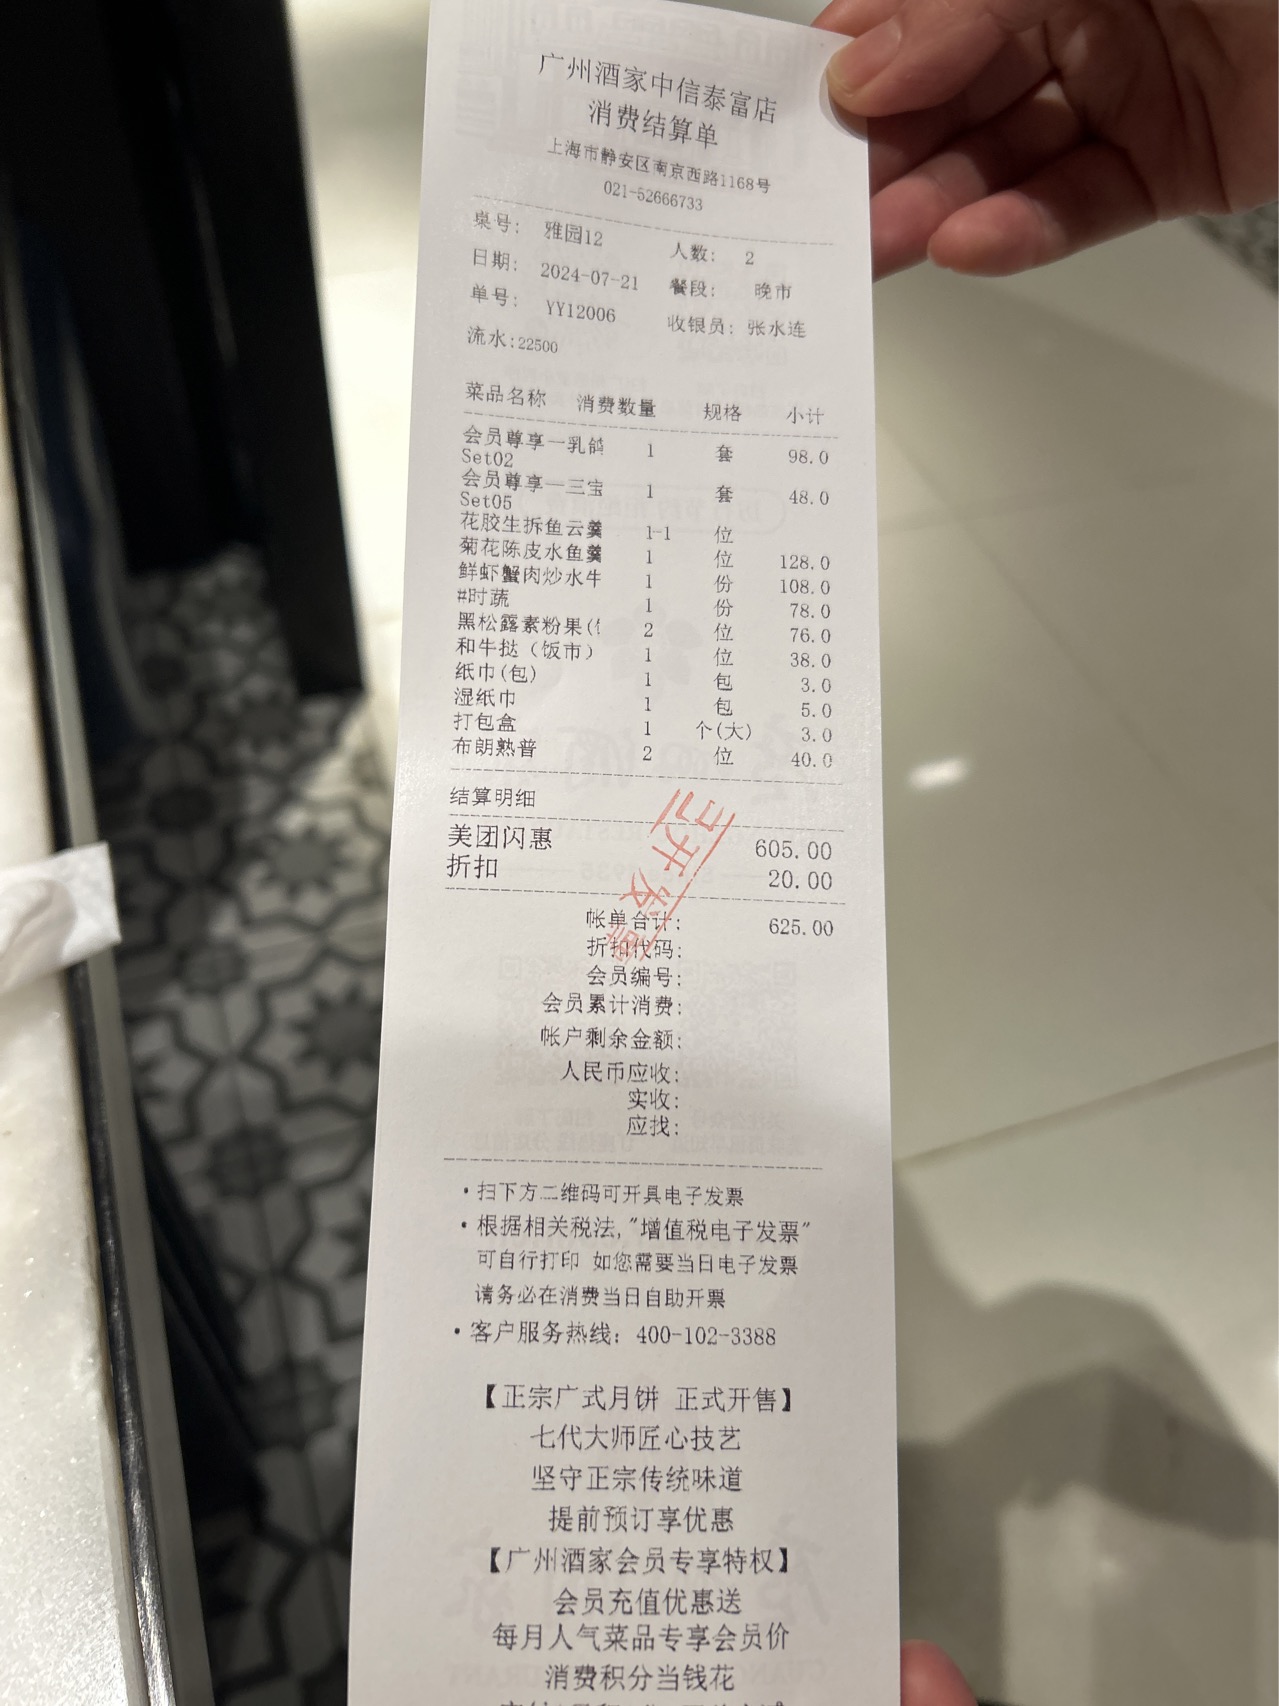 广州酒家中信泰富店
消费结算单
上海市静安区南京西路1168号
021-52666733
桌号: 雅园12 人数: 2
日期: 2024-07-21 餐段: 晚市
单号: YY12006 收银员: 张水连
流水:22500
菜品名称 消费数量 规格 小计
会员尊享一乳鸽 1 套 98.0
Set02
会员尊享一三宝 1 套 48.0
Set05
花胶生拆鱼云羹 1-1 位
菊花陈皮水鱼羹 1 位 128.0
鲜虾蟹肉炒水牛 1 份 108.0
#时蔬 1 份 78.0
黑松露素粉果( 2 位 76.0
和牛挞（饭市） 1 位 38.0
纸巾(包) 1 包 3.0
湿纸巾 1 包 5.0
打包盒 1 个(大) 3.0
布朗熟普 2 位 40.0
结算明细
美团闪惠 605.00
折扣 20.00
已开发票
帐单合计: 625.00
折扣代码:
会员编号:
会员累计消费:
帐户剩余金额:
人民币应收:
实收:
应找:
·扫下方二维码可开具电子发票
·根据相关税法,"增值税电子发票"
可自行打印 如您需要当日电子发票
请务必在消费当日自助开票
·客户服务热线: 400-102-3388
【正宗广式月饼 正式开售】
七代大师匠心技艺
坚守正宗传统味道
提前预订享优惠
【广州酒家会员专享特权】
会员充值优惠送
每月人气菜品专享会员价
消费积分当钱花